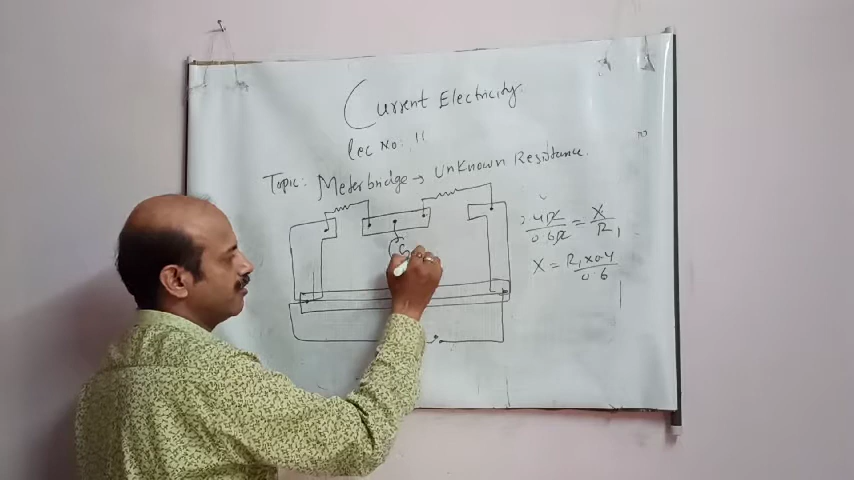 Current Electricity.
lec No: 11
Topic: Meterbridge → Unknown Resistance.
X/R1
X = R1 x 0.4/0.6
G